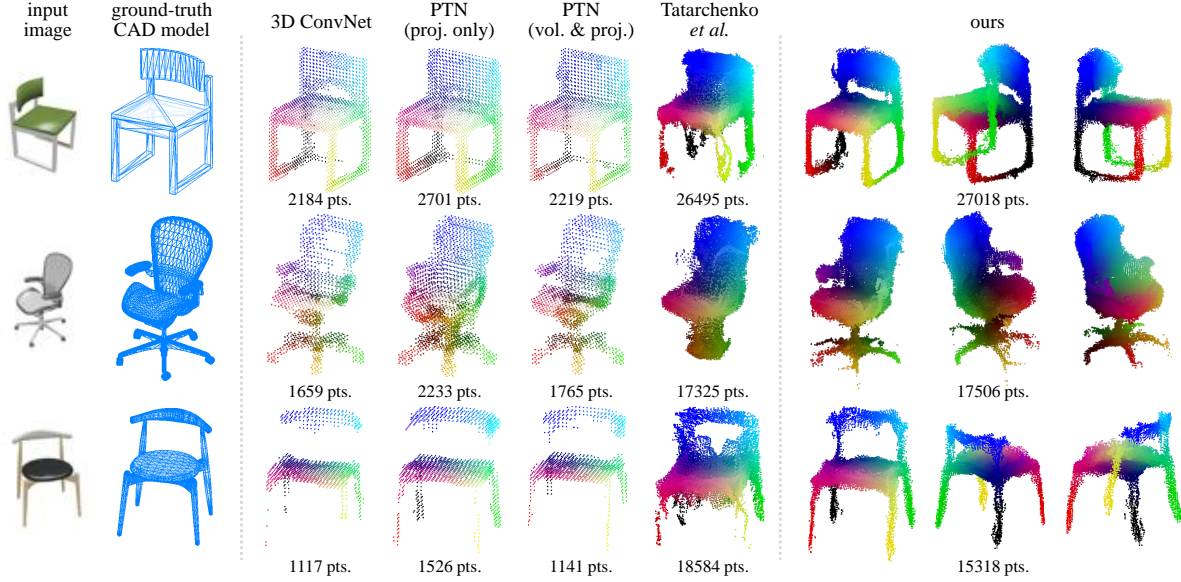 input image
ground-truth CAD model
3D ConvNet
PTN (proj. only)
PTN (vol. & proj.)
Tatarchenko et al.
ours
2184 pts.
2701 pts.
2219 pts.
26495 pts.
27018 pts.
1659 pts.
2233 pts.
1765 pts.
17325 pts.
17506 pts.
1117 pts.
1526 pts.
1141 pts.
18584 pts.
15318 pts.